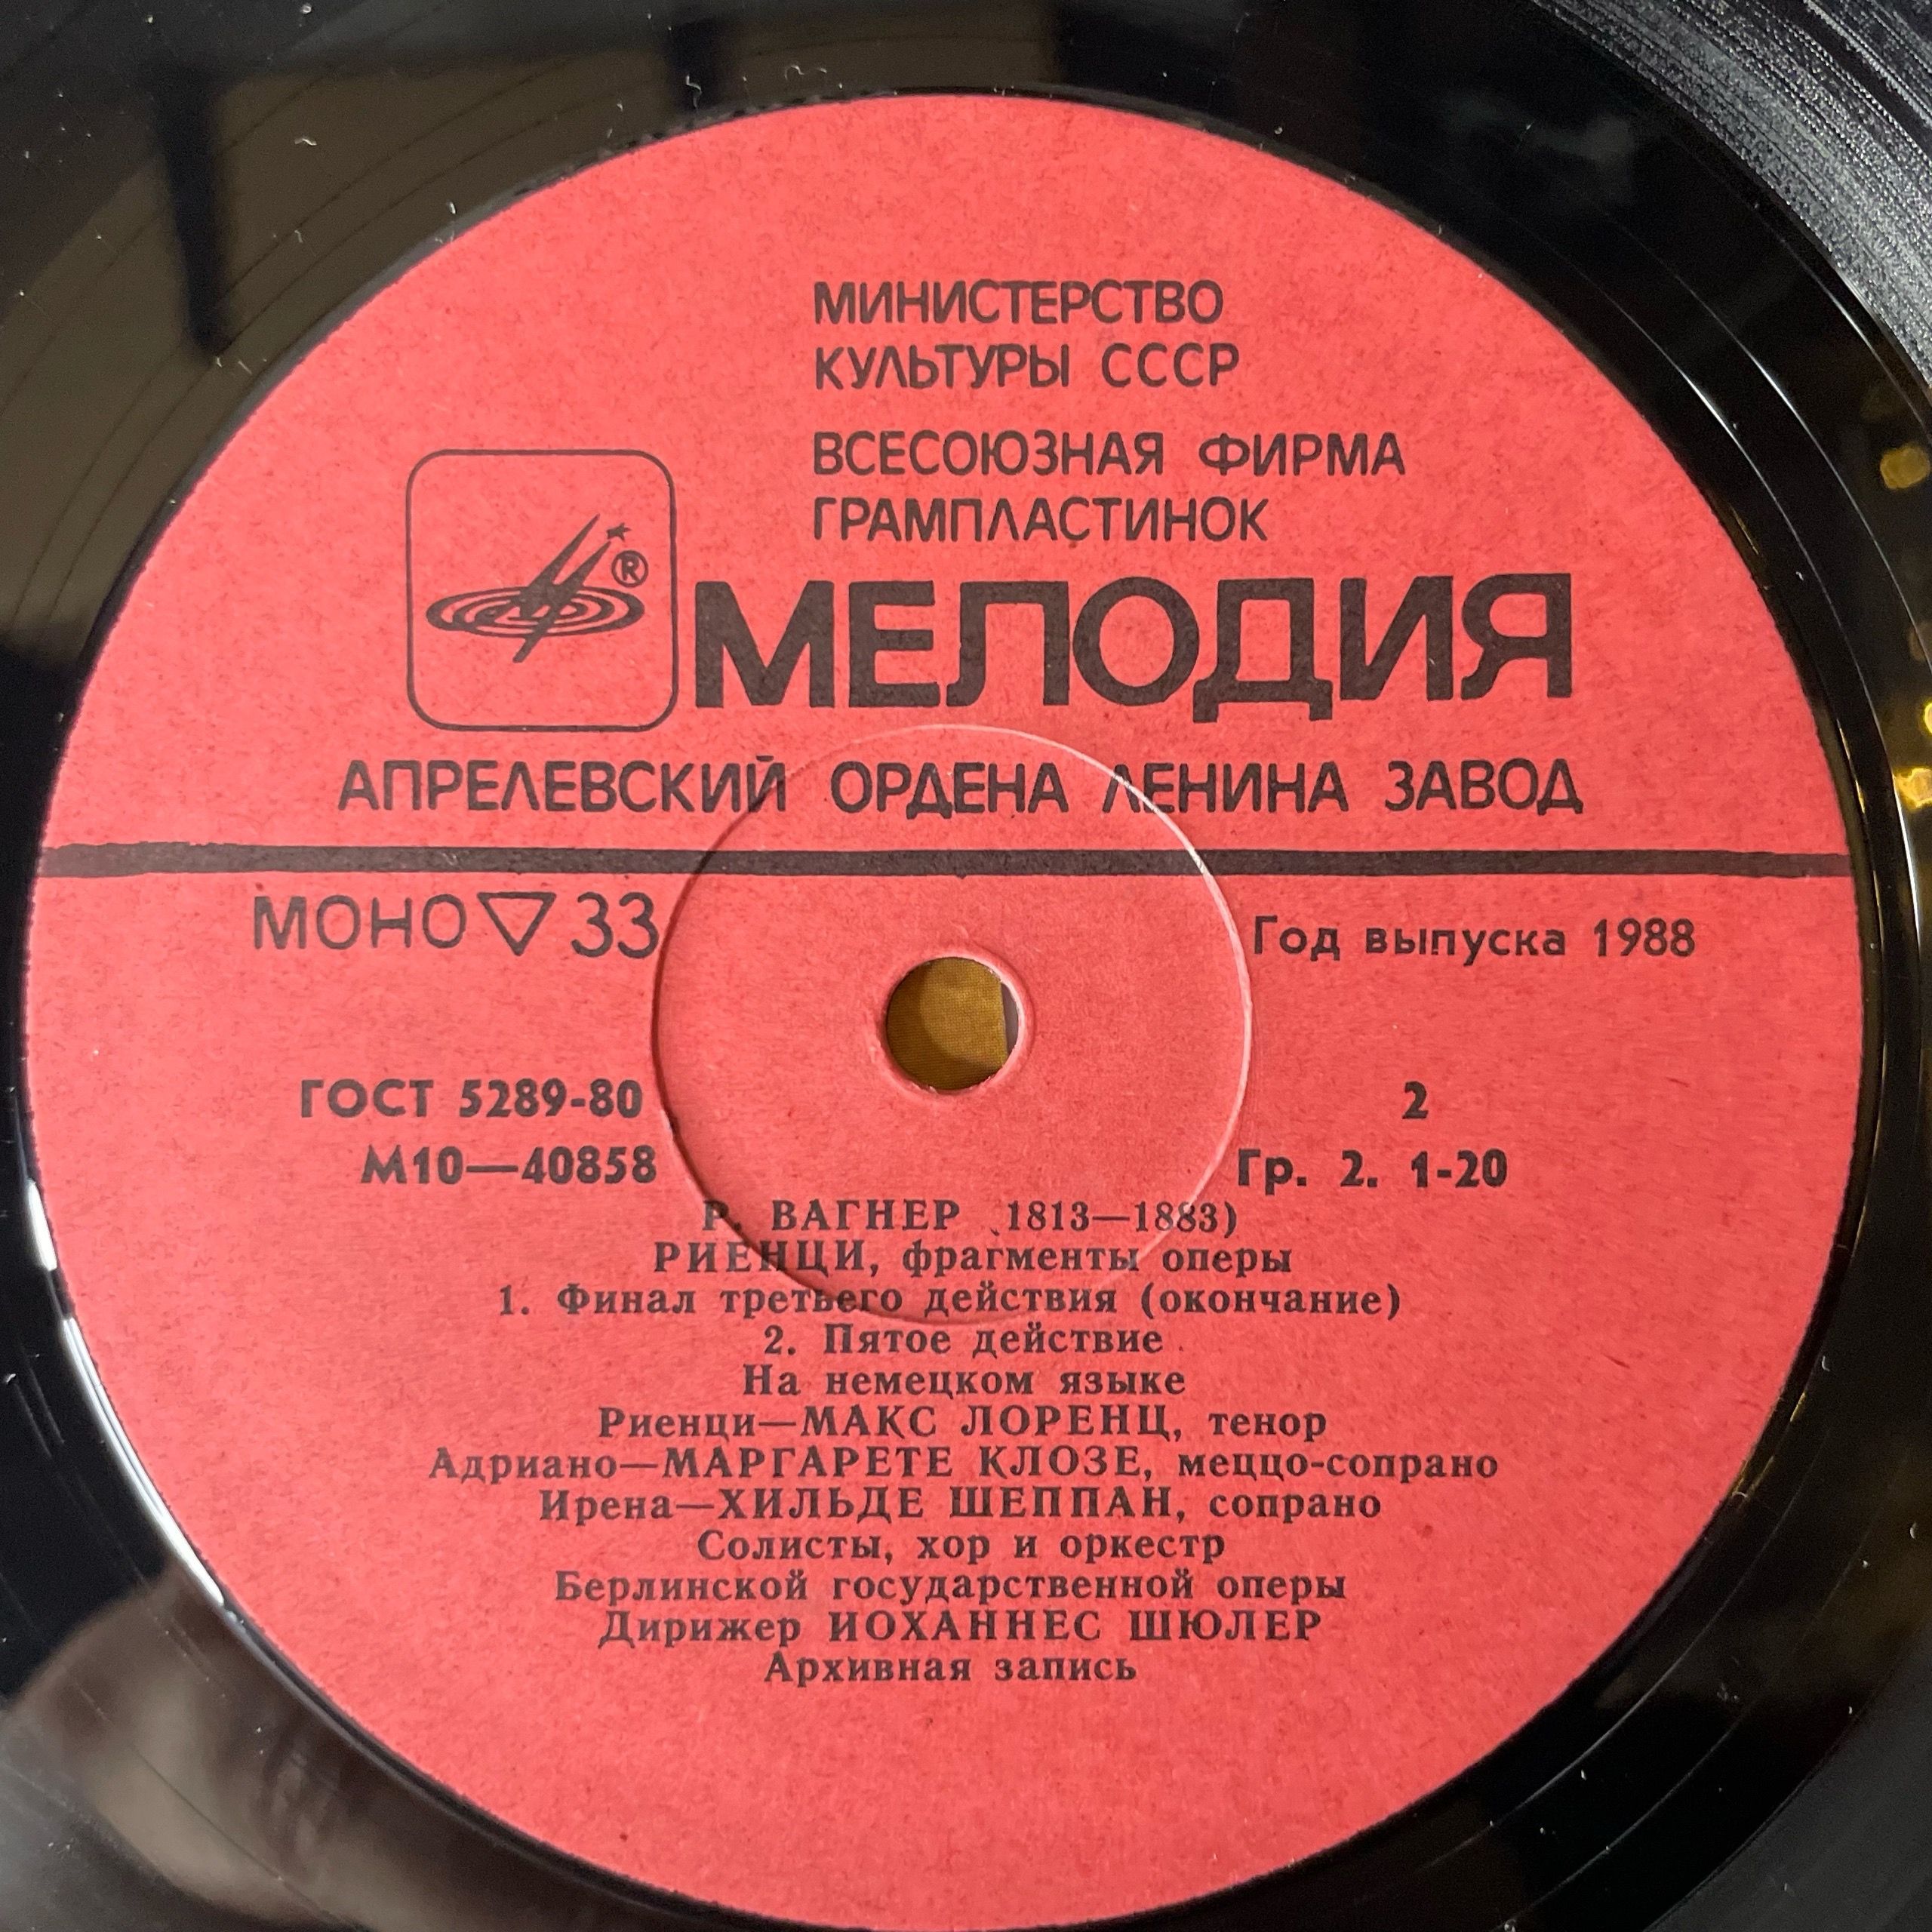 МИНИСТЕРСТВО
КУЛЬТУРЫ СССР
ВСЕСОЮЗНАЯ ФИРМА
ГРАМПЛАСТИНОК
®
МЕЛОДИЯ
АПРЕЛЕВСКИЙ ОРДЕНА ЛЕНИНА ЗАВОД
МОНО ▽ 33
Год выпуска 1988
ГОСТ 5289-80
2
М10—40858
Гр. 2. 1-20
Р. ВАГНЕР 1813—1883)
РИЕНЦИ, фрагменты оперы
1. Финал третьего действия (окончание)
2. Пятое действие
На немецком языке
Риенци—МАКС ЛОРЕНЦ, тенор
Адриано—МАРГАРЕТЕ КЛОЗЕ, меццо-сопрано
Ирена—ХИЛЬДЕ ШЕППАН, сопрано
Солисты, хор и оркестр
Берлинской государственной оперы
Дирижер ИОХАННЕС ШЮЛЕР
Архивная запись